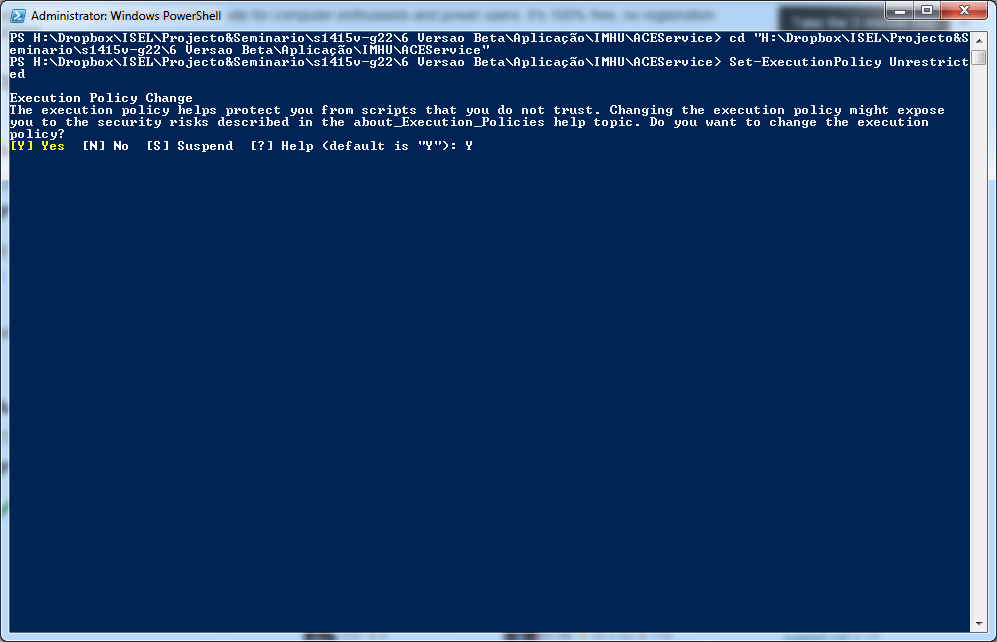 Administrator: Windows PowerShell
PS H:\Dropbox\ISEL\Projecto&Seminario\s1415v-g22\6 Versao Beta\Aplicação\IMHU\ACEService> cd "H:\Dropbox\ISEL\Projecto&S
eminario\s1415v-g22\6 Versao Beta\Aplicação\IMHU\ACEService"
PS H:\Dropbox\ISEL\Projecto&Seminario\s1415v-g22\6 Versao Beta\Aplicação\IMHU\ACEService> Set-ExecutionPolicy Unrestrict
ed
Execution Policy Change
The execution policy helps protect you from scripts that you do not trust. Changing the execution policy might expose
you to the security risks described in the about_Execution_Policies help topic. Do you want to change the execution
policy?
[Y] Yes  [N] No  [S] Suspend  [?] Help (default is "Y"): Y